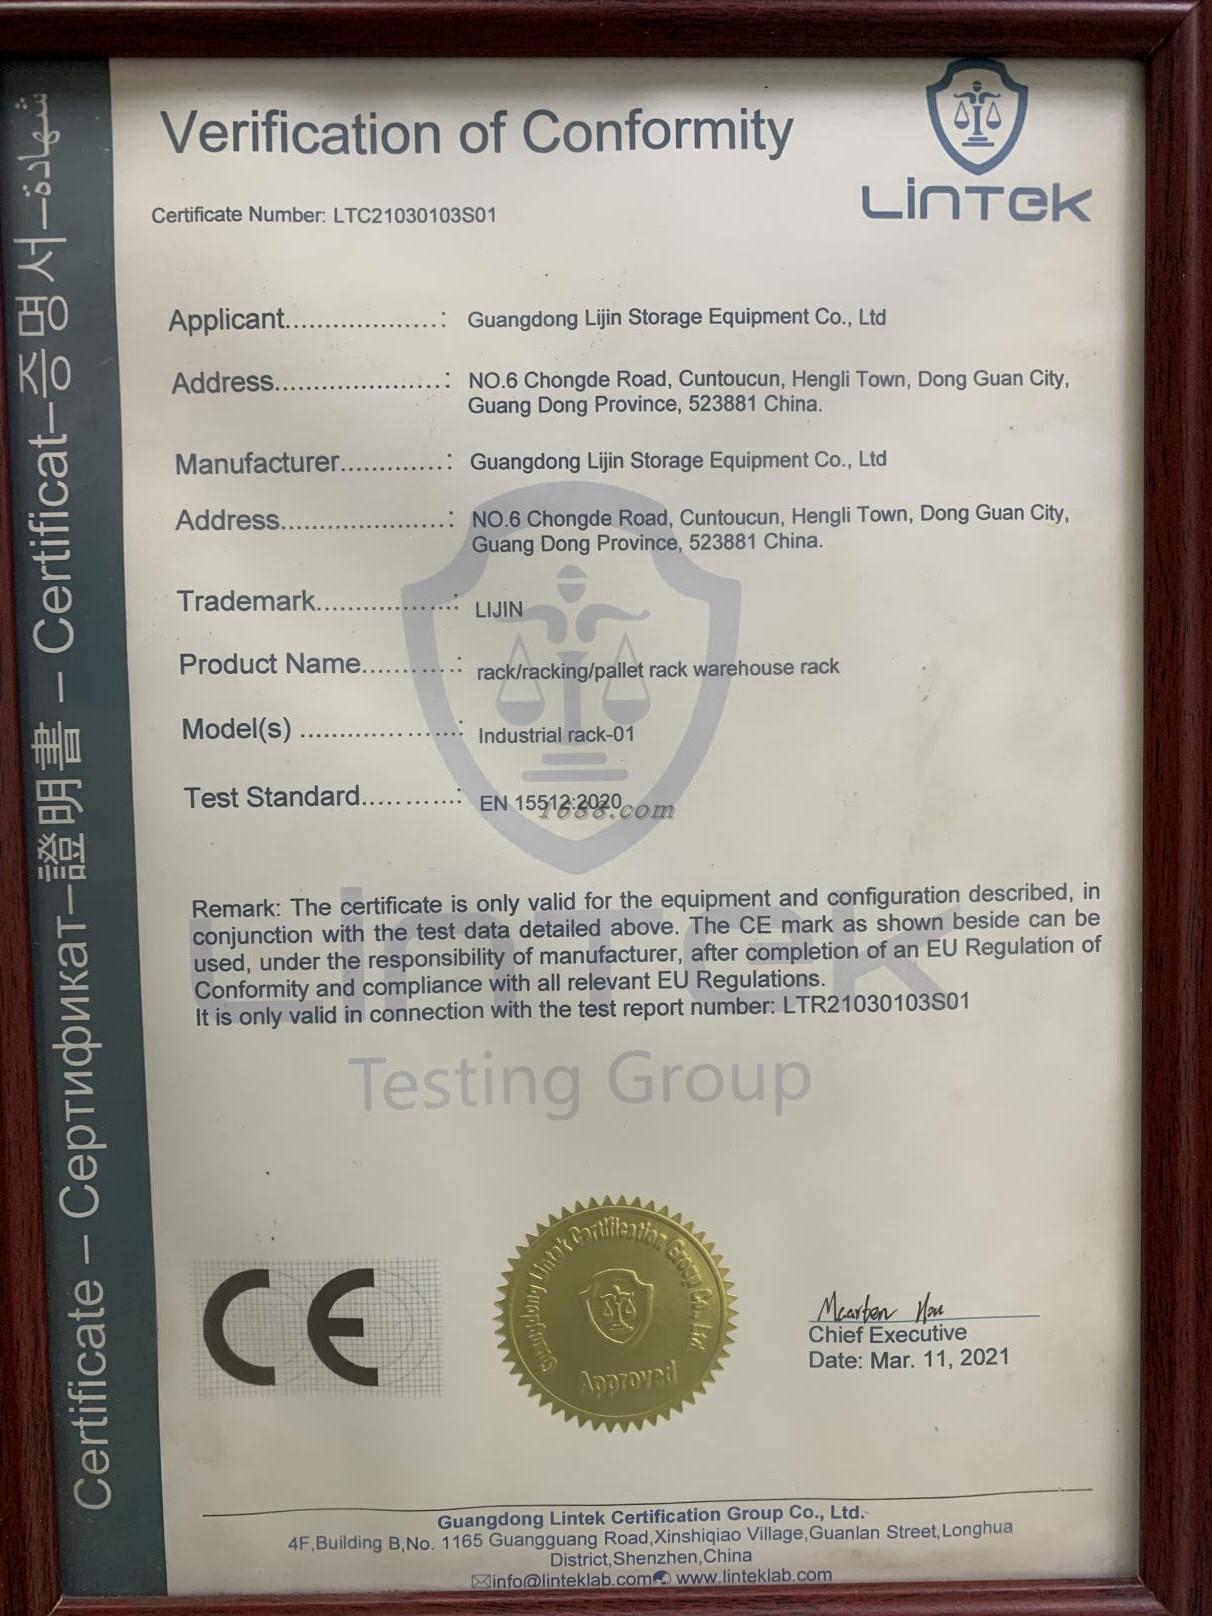 Verification of Conformity
LINTEK
Certificate Number: LTC21030103S01
Applicant....................: Guangdong Lijin Storage Equipment Co., Ltd
Address......................: NO.6 Chongde Road, Cuntoucun, Hengli Town, Dong Guan City,
Guang Dong Province, 523881 China.
Manufacturer..............: Guangdong Lijin Storage Equipment Co., Ltd
Address......................: NO.6 Chongde Road, Cuntoucun, Hengli Town, Dong Guan City,
Guang Dong Province, 523881 China.
Trademark..................: LIJIN
Product Name............: rack/racking/pallet rack warehouse rack
Model(s) .....................: Industrial rack-01
Test Standard............: EN 15512:2020
1688.com
Remark: The certificate is only valid for the equipment and configuration described, in
conjunction with the test data detailed above. The CE mark as shown beside can be
used, under the responsibility of manufacturer, after completion of an EU Regulation of
Conformity and compliance with all relevant EU Regulations.
It is only valid in connection with the test report number: LTR21030103S01
Lintek
Testing Group
CE
Guangdong Lintek Certification Group Co., Ltd.
Approved
Chief Executive
Date: Mar. 11, 2021
Guangdong Lintek Certification Group Co., Ltd.
4F,Building B,No. 1165 Guangguang Road,Xinshiqiao Village,Guanlan Street,Longhua
District,Shenzhen,China
info@linteklab.com www.linteklab.com
Certificate – Сертификат – 證明書 – Certificat – 증명서 – شهادة